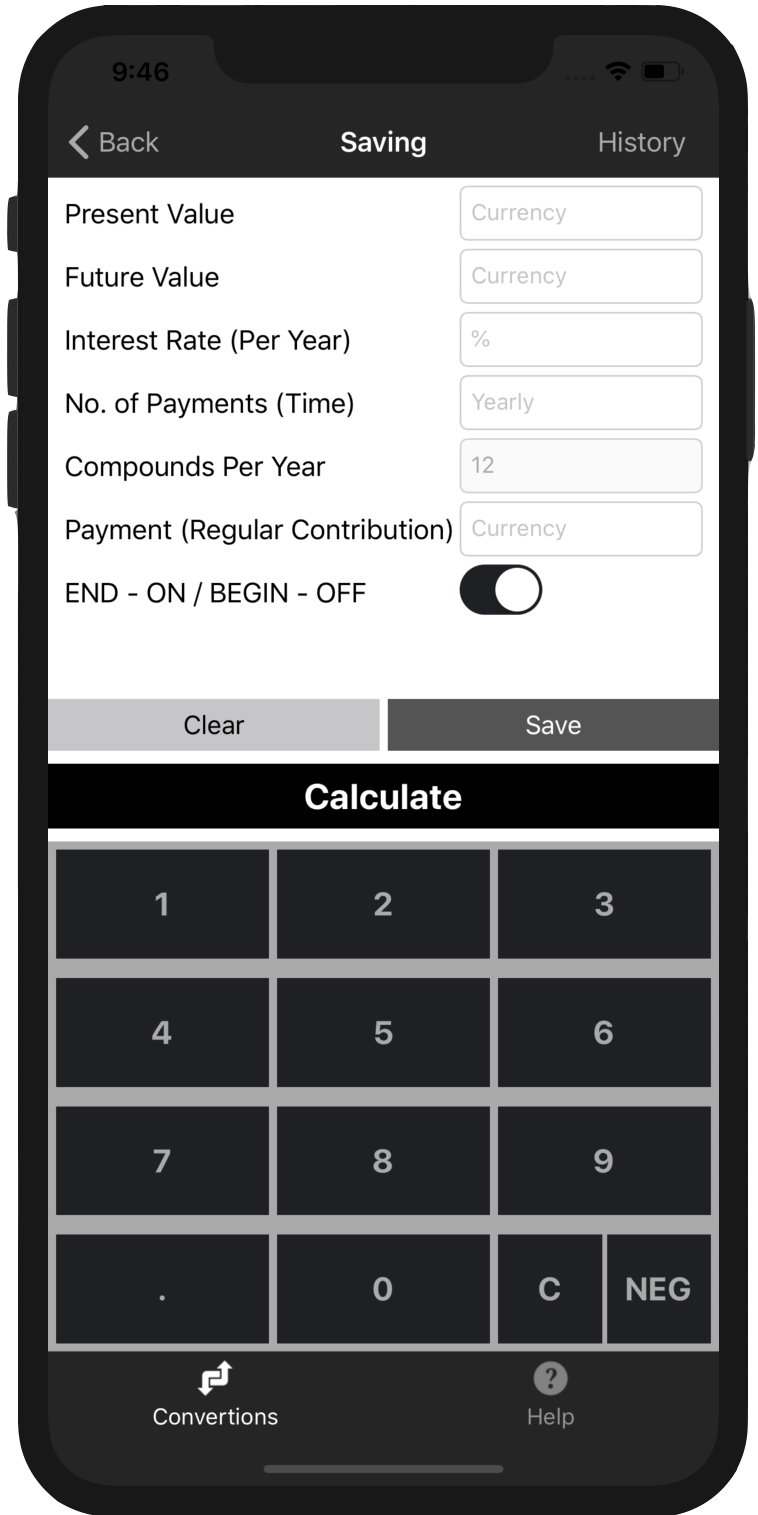 9:46
Back Saving History
Present Value Currency
Future Value Currency
Interest Rate (Per Year) %
No. of Payments (Time) Yearly
Compounds Per Year 12
Payment (Regular Contribution) Currency
END - ON / BEGIN - OFF
Clear Save
Calculate
1 2 3
4 5 6
7 8 9
. 0 C NEG
?
Convertions Help